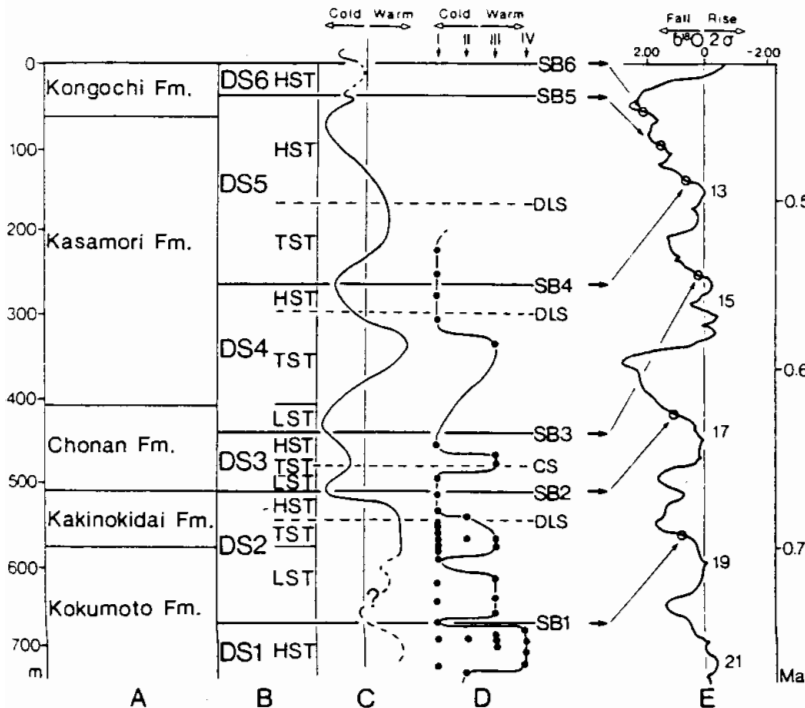 Cold Warm
Cold Warm
I II III IV
Fall Rise
δ¹⁸O 2σ
2.00 0 -2.00
0
Kongochi Fm.
DS6 HST
SB6
SB5
100
HST
DS5
13
0.5
DLS
200
Kasamori Fm.
TST
SB4
HST
300
DLS
15
DS4
TST
0.6
400
LST
17
SB3
Chonan Fm.
HST
DS3
TST
CS
LST
500
SB2
HST
Kakinokidai Fm.
DLS
0.7
TST
DS2
19
600
LST
?
Kokumoto Fm.
SB1
700
DS1 HST
21
m
Ma
A B C D E